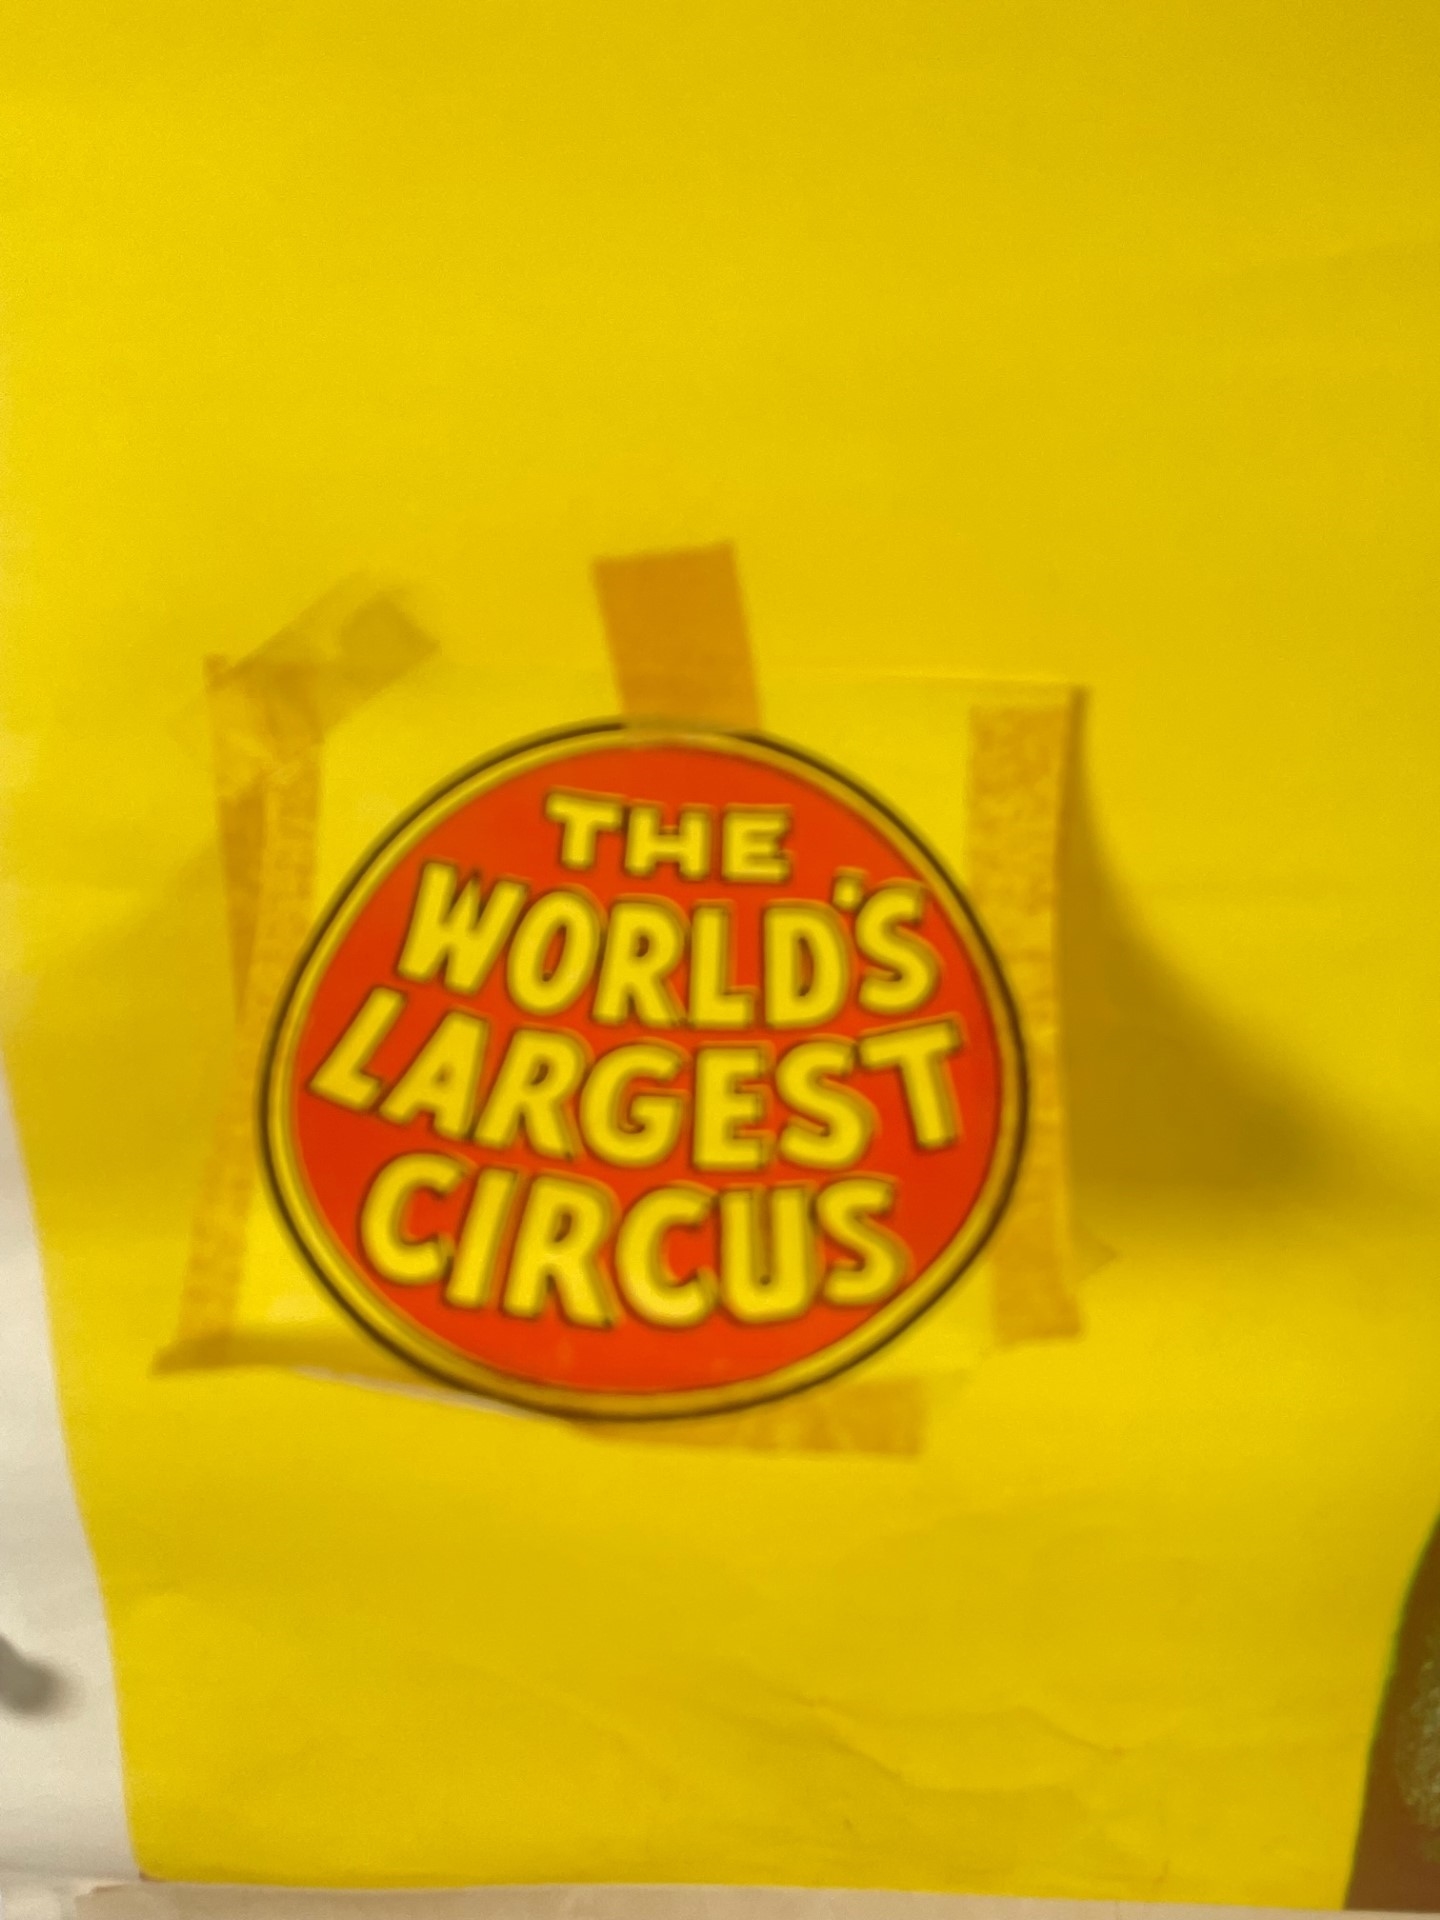 THE
WORLD'S
LARGEST
CIRCUS